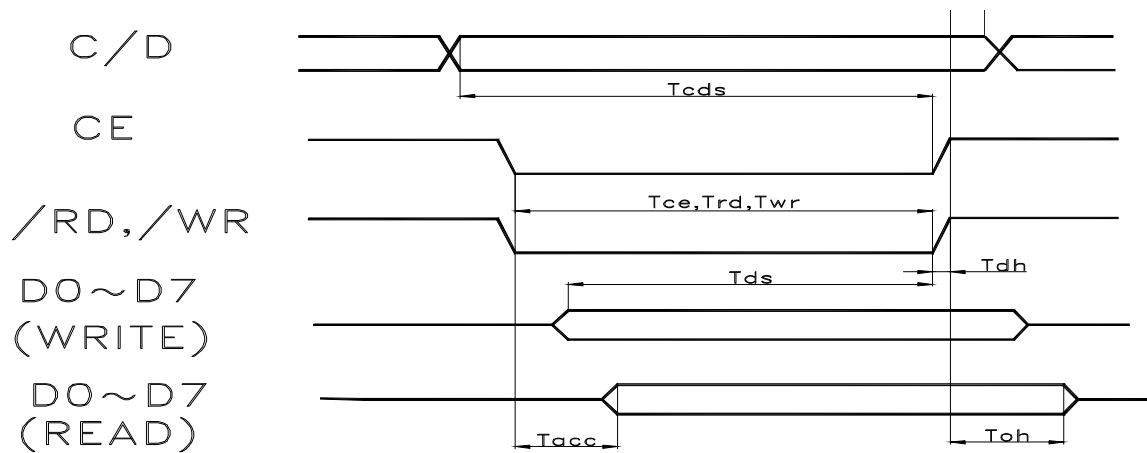 C/D
Tcds
CE
Tce,Trd,Twr
/RD,/WR
Tdh
Tds
D0～D7
(WRITE)
D0～D7
(READ)
Tacc
Toh